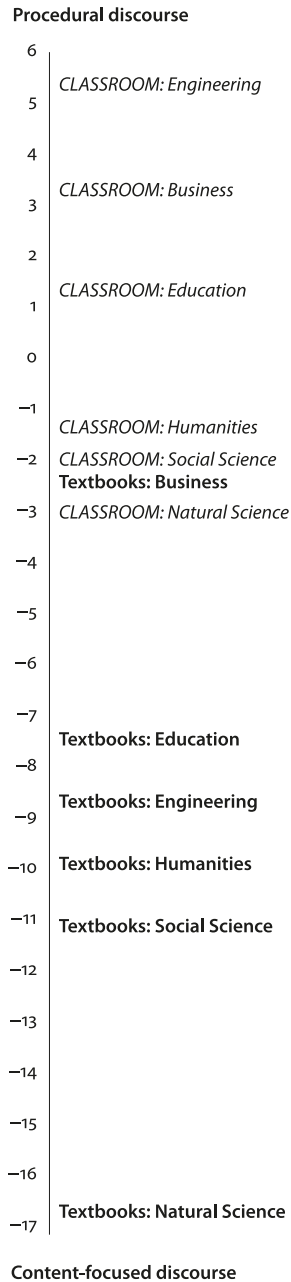 Procedural discourse
6
CLASSROOM: Engineering
5
4
CLASSROOM: Business
3
2
CLASSROOM: Education
1
0
−1
CLASSROOM: Humanities
−2 CLASSROOM: Social Science
Textbooks: Business
−3 CLASSROOM: Natural Science
−4
−5
−6
−7
Textbooks: Education
−8
Textbooks: Engineering
−9
−10 Textbooks: Humanities
−11 Textbooks: Social Science
−12
−13
−14
−15
−16
Textbooks: Natural Science
−17
Content-focused discourse